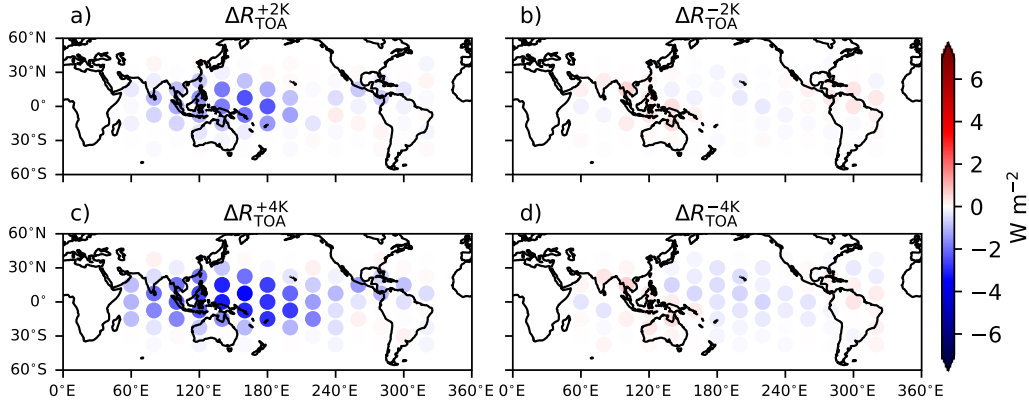 a) ΔR_TOA^+2K
b) ΔR_TOA^−2K
60°N
30°N
0°
30°S
60°S
c) ΔR_TOA^+4K
d) ΔR_TOA^−4K
60°N
30°N
0°
30°S
60°S
0°E 60°E 120°E 180°E 240°E 300°E 360°E
0°E 60°E 120°E 180°E 240°E 300°E 360°E
6
4
2
0
−2
−4
−6
W m⁻²